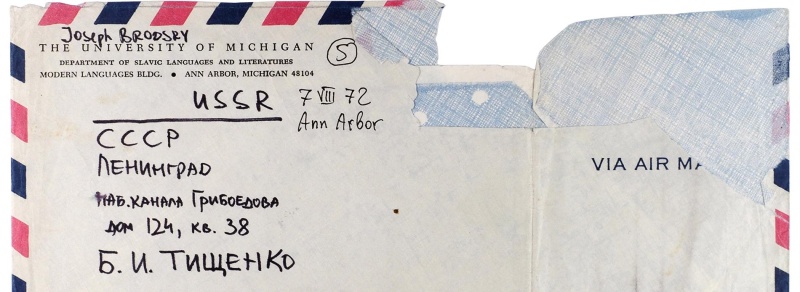 Joseph BRODSKY
THE UNIVERSITY OF MICHIGAN
5
DEPARTMENT OF SLAVIC LANGUAGES AND LITERATURES
MODERN LANGUAGES BLDG. • ANN ARBOR, MICHIGAN 48104
USSR
7 VIII 72
Ann Arbor
СССР
ЛЕНИНГРАД
НАБ. КАНАЛА ГРИБОЕДОВА
ДОМ 124, КВ. 38
Б. И. ТИЩЕНКО
VIA AIR MA